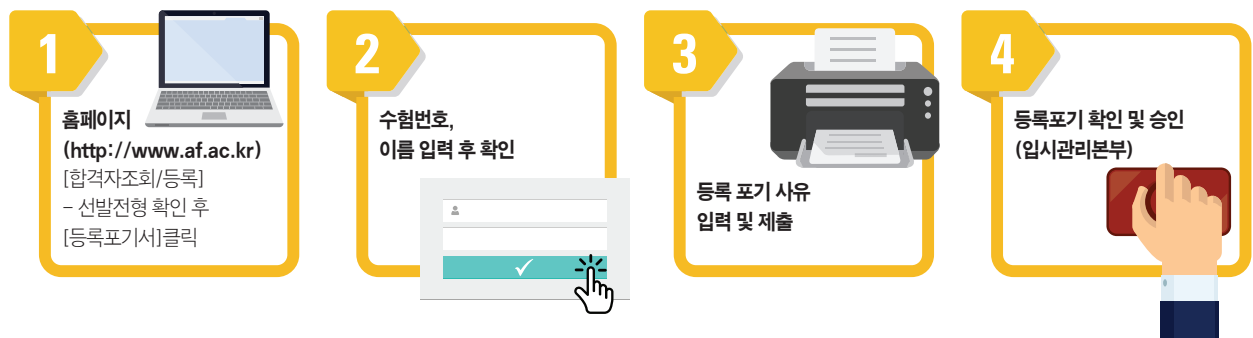 1
홈페이지
(http://www.af.ac.kr)
[합격자조회/등록]
- 선발전형 확인 후
[등록포기서]클릭
2
수험번호,
이름 입력 후 확인
3
등록 포기 사유
입력 및 제출
4
등록포기 확인 및 승인
(입시관리본부)